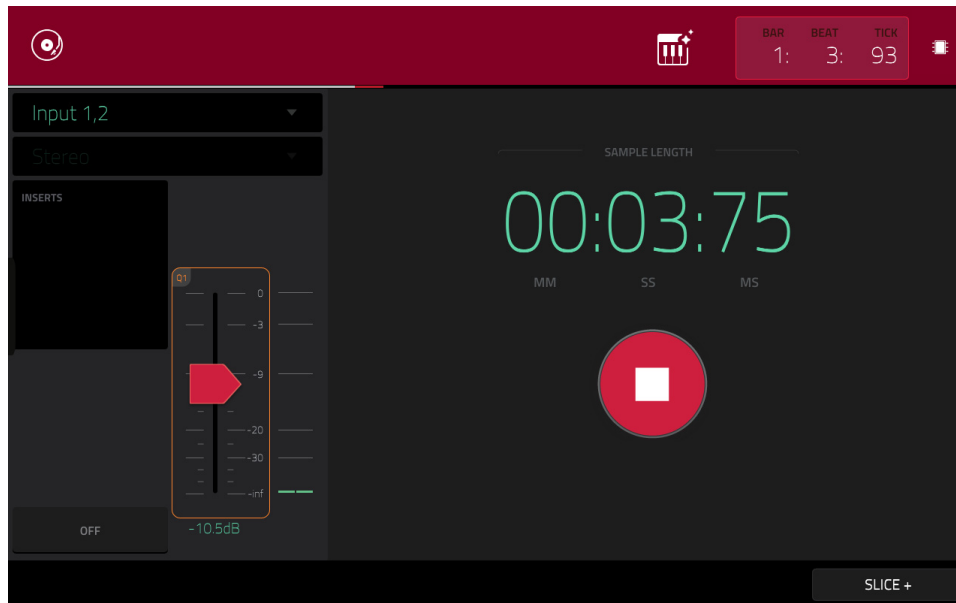 BAR BEAT TICK
1: 3: 93
Input 1,2
Stereo
INSERTS
SAMPLE LENGTH
00:03:75
MM SS MS
Q1
0
-3
-9
-20
-30
-inf
OFF
-10.5dB
SLICE +